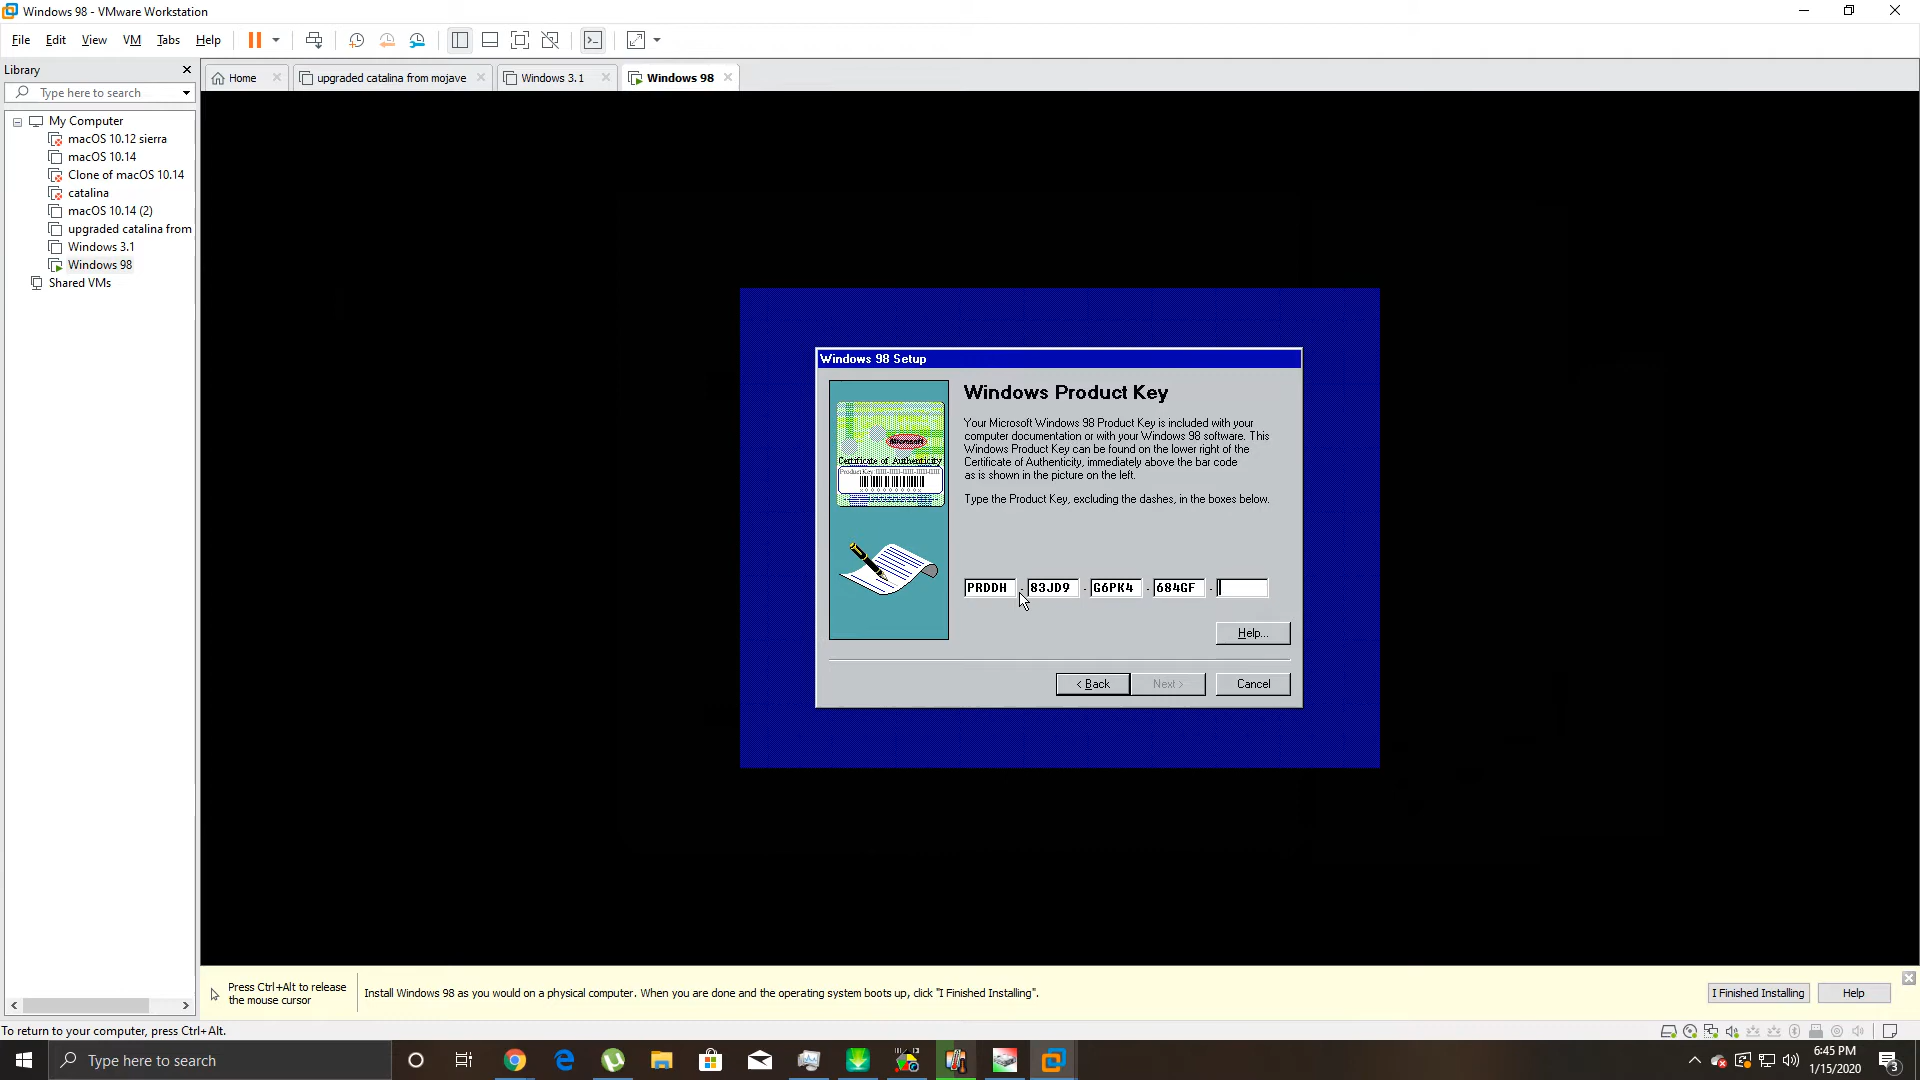 Windows 98 - VMware Workstation
File Edit View VM Tabs Help
Library
Type here to search
Home
upgraded catalina from mojave
Windows 3.1
Windows 98
My Computer
macOS 10.12 sierra
macOS 10.14
Clone of macOS 10.14
catalina
macOS 10.14 (2)
upgraded catalina from
Windows 3.1
Windows 98
Shared VMs
Windows 98 Setup
Windows Product Key
Your Microsoft Windows 98 Product Key is included with your
computer documentation or with your Windows 98 software. This
Windows Product Key can be found on the lower right of the
Certificate of Authenticity, immediately above the bar code
as is shown in the picture on the left.
Type the Product Key, excluding the dashes, in the boxes below.
Microsoft
Certificate of Authenticity
PRDDH - 83JD9 - G6PK4 - 684GF -
Help...
< Back Next > Cancel
Press Ctrl+Alt to release
the mouse cursor
Install Windows 98 as you would on a physical computer. When you are done and the operating system boots up, click "I Finished Installing".
I Finished Installing
Help
To return to your computer, press Ctrl+Alt.
Type here to search
6:45 PM
1/15/2020
3